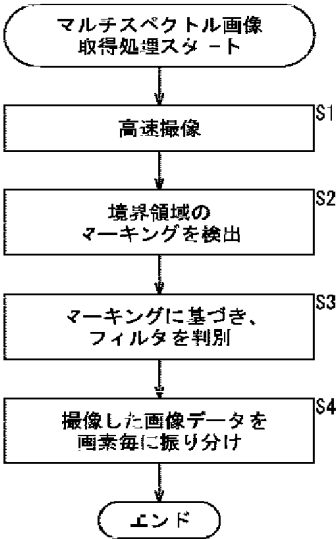 マルチスペクトル画像
取得処理スタート
S1
高速撮像
S2
境界領域の
マーキングを検出
S3
マーキングに基づき、
フィルタを判別
S4
撮像した画像データを
画素毎に振り分け
エンド